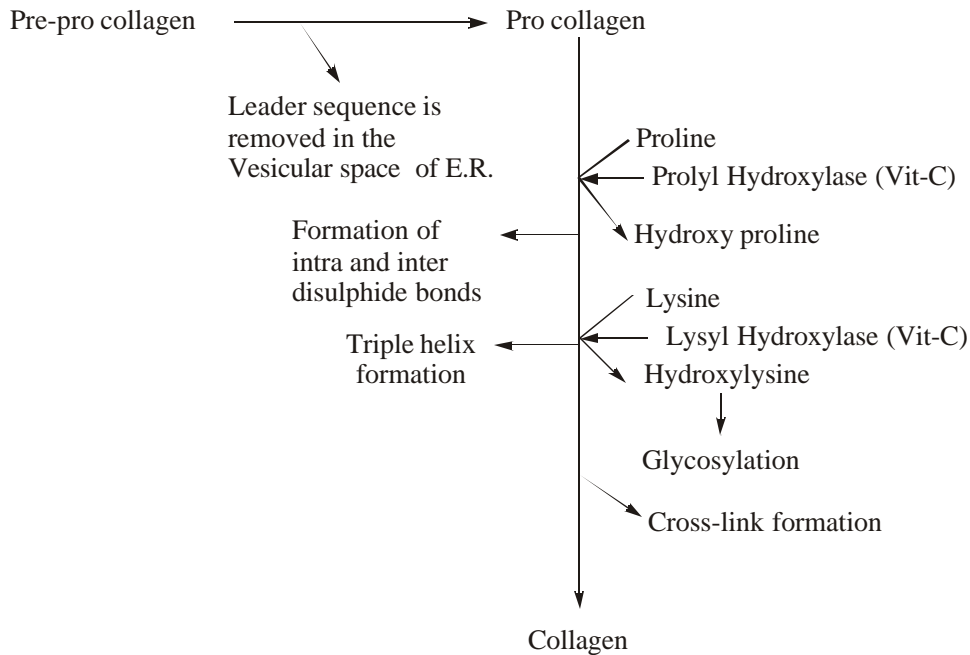 Pre-pro collagen
Pro collagen
Leader sequence is
removed in the
Vesicular space of E.R.
Proline
Prolyl Hydroxylase (Vit-C)
Hydroxy proline
Formation of
intra and inter
disulphide bonds
Lysine
Lysyl Hydroxylase (Vit-C)
Hydroxylysine
Triple helix
formation
Glycosylation
Cross-link formation
Collagen